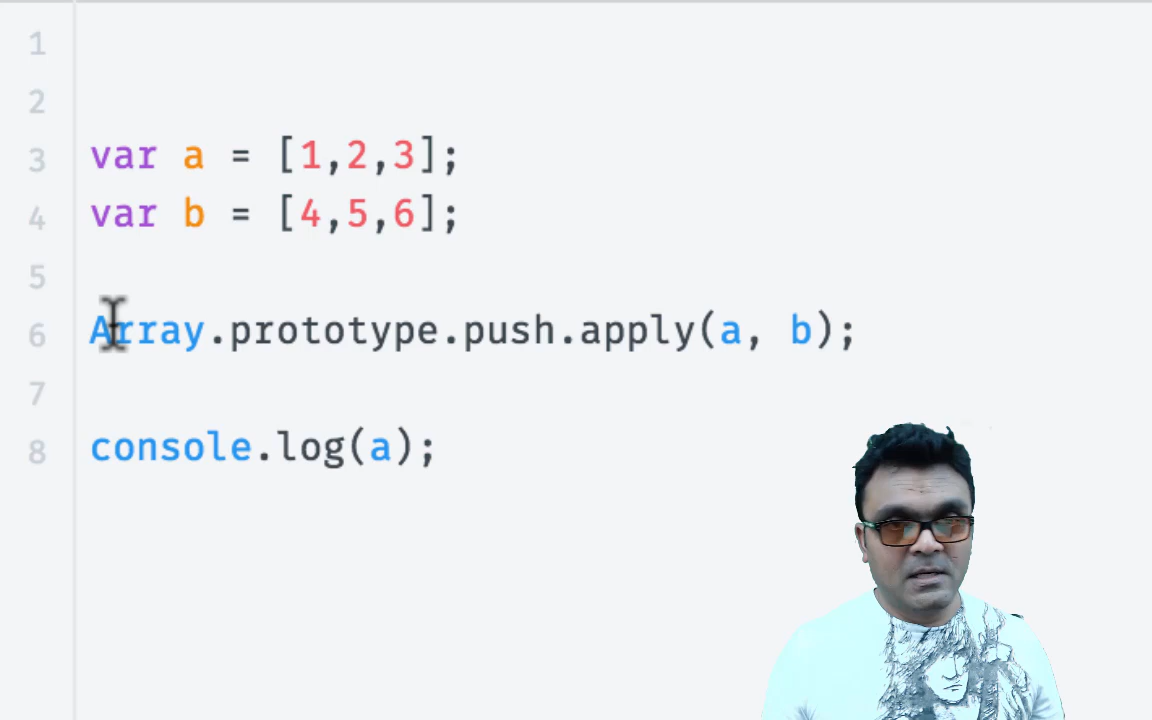 1
2
3 var a = [1,2,3];
4 var b = [4,5,6];
5
6 Array.prototype.push.apply(a, b);
7
8 console.log(a);